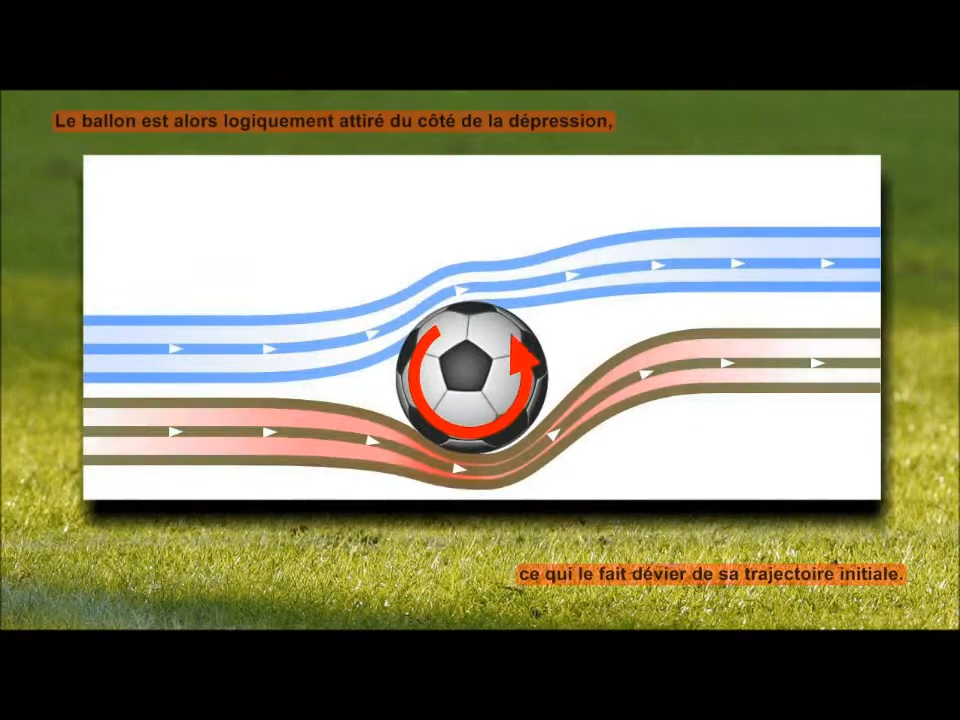 Le ballon est alors logiquement attiré du côté de la dépression,
ce qui le fait dévier de sa trajectoire initiale.